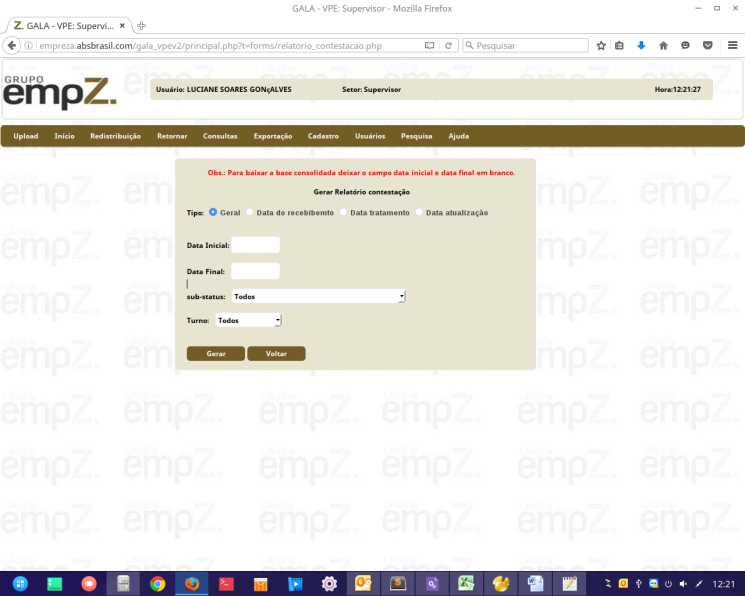 GALA - VPE: Supervisor - Mozilla Firefox
Z. GALA - VPE: Supervi... ×
empreza.absbrasil.com/gala_vpev2/principal.php?t=forms/relatorio_contestacao.php
Pesquisar
GRUPO
empZ.
Usuário: LUCIANE SOARES GONçALVES Setor: Supervisor Hora:12:21:27
Upload Início Redistribuição Retornar Consultas Exportação Cadastro Usuários Pesquisa Ajuda
Obs.: Para baixar a base consolidada deixar o campo data inicial e data final em branco.
Gerar Relatório contestação
Tipo: Geral Data do recebibemto Data tratamento Data atualização
Data Inicial:
Data Final:
sub-status: Todos
Turno: Todos
Gerar Voltar
12:21